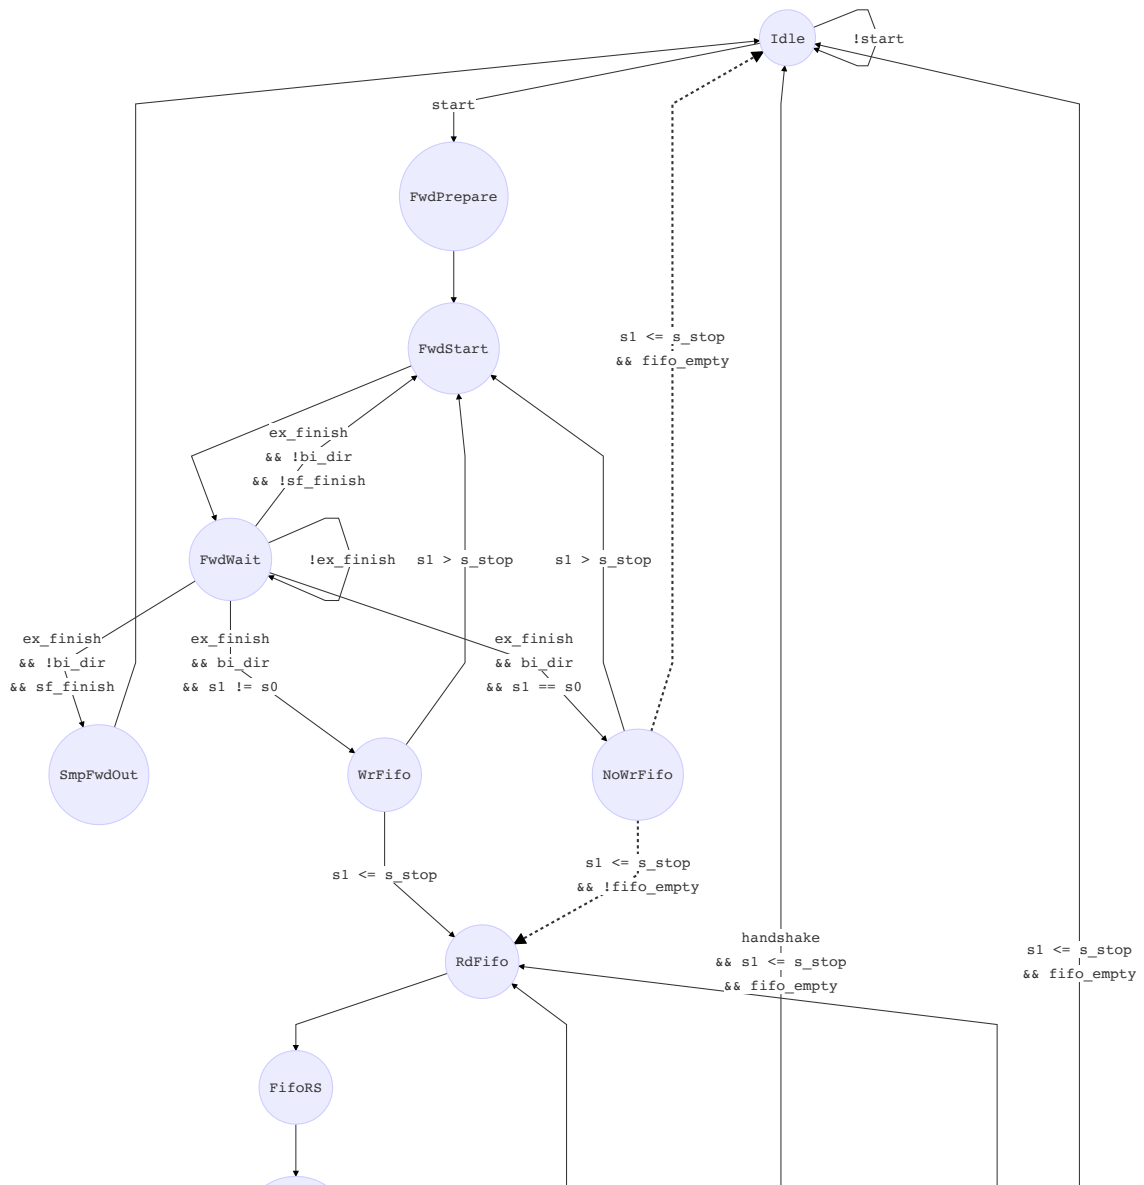 Idle
!start
start
FwdPrepare
s1 <= s_stop
&& fifo_empty
FwdStart
ex_finish
&& !bi_dir
&& !sf_finish
FwdWait
!ex_finish
s1 > s_stop
s1 > s_stop
ex_finish
&& !bi_dir
&& sf_finish
ex_finish
&& bi_dir
&& s1 != s0
ex_finish
&& bi_dir
&& s1 == s0
SmpFwdOut
WrFifo
NoWrFifo
s1 <= s_stop
s1 <= s_stop
&& !fifo_empty
RdFifo
handshake
&& s1 <= s_stop
&& fifo_empty
s1 <= s_stop
&& fifo_empty
FifoRS